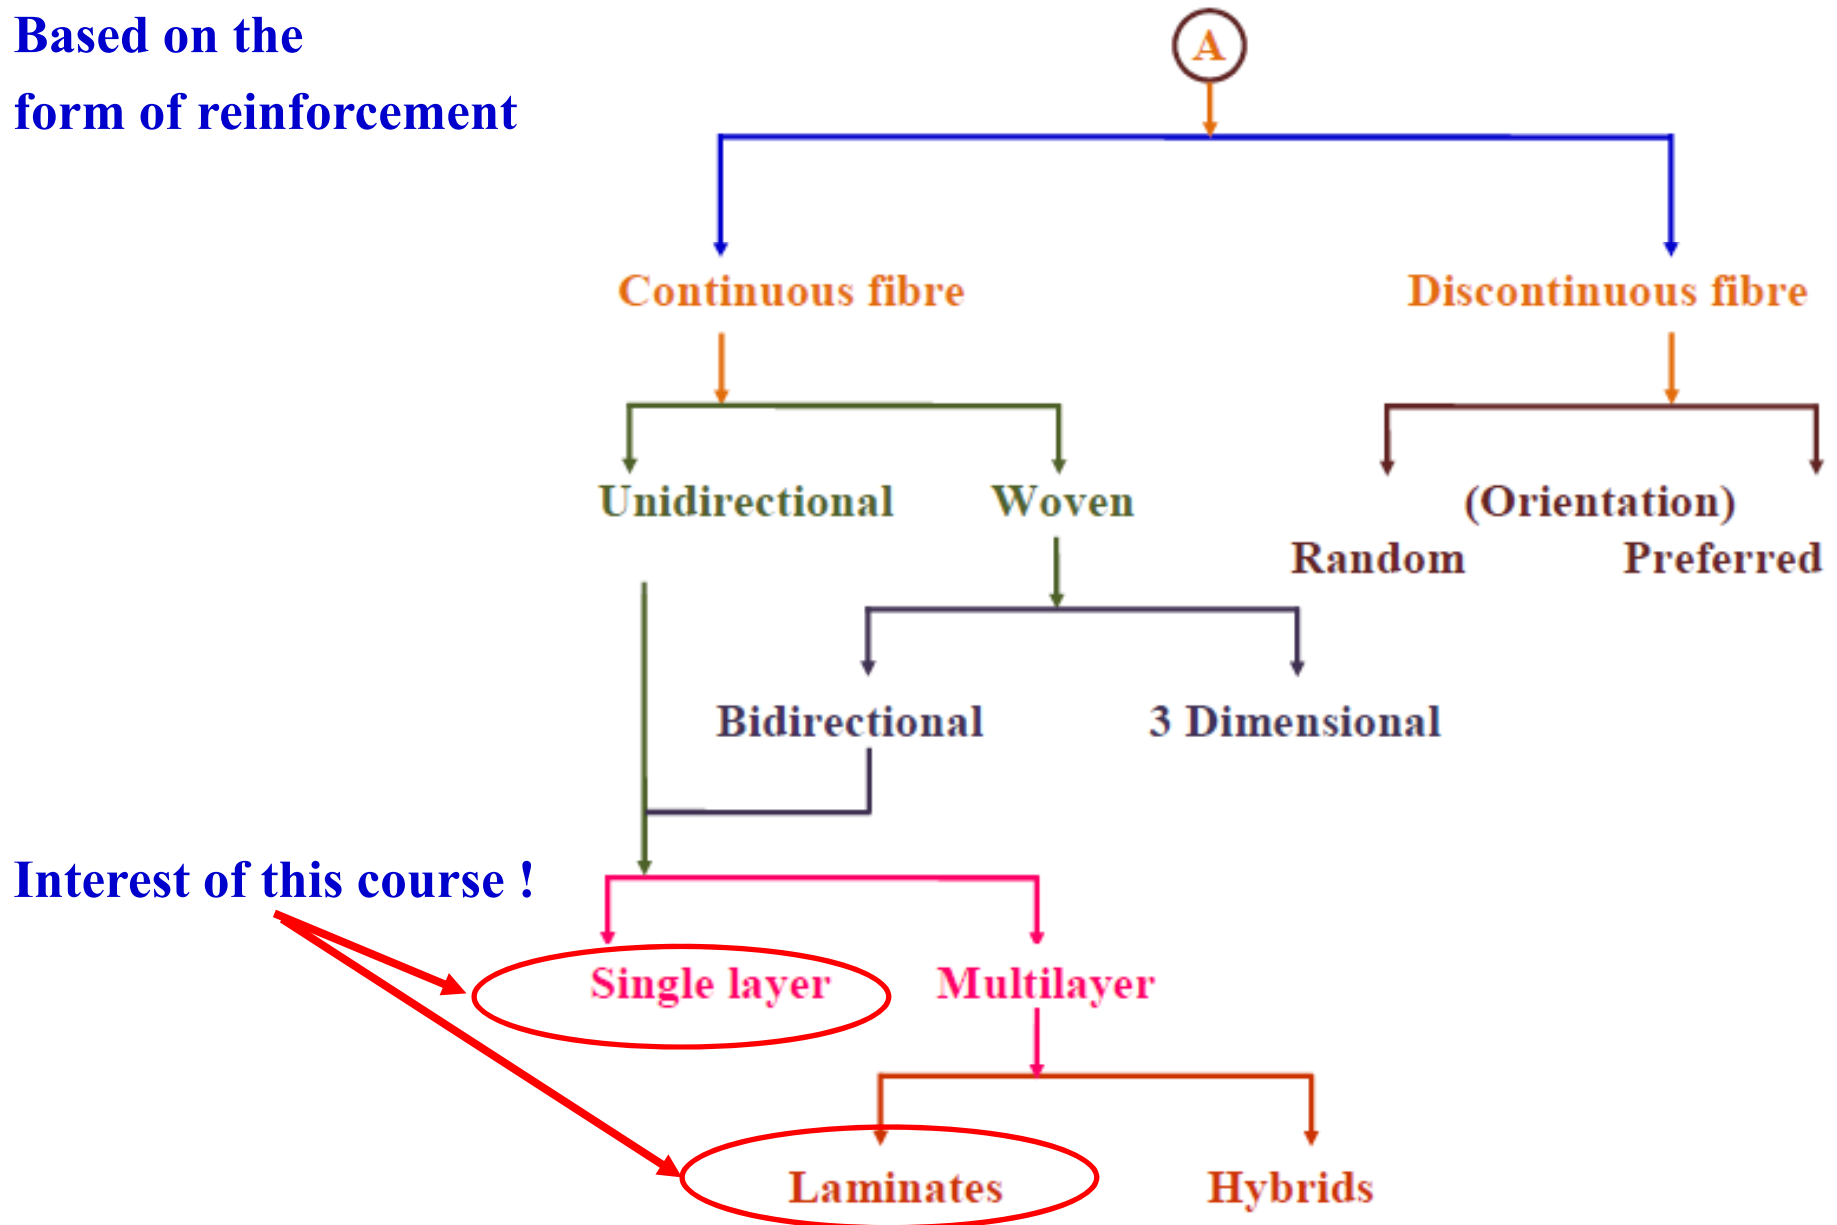 Based on the
form of reinforcement
A
Continuous fibre
Discontinuous fibre
Unidirectional
Woven
(Orientation)
Random
Preferred
Bidirectional
3 Dimensional
Interest of this course !
Single layer
Multilayer
Laminates
Hybrids